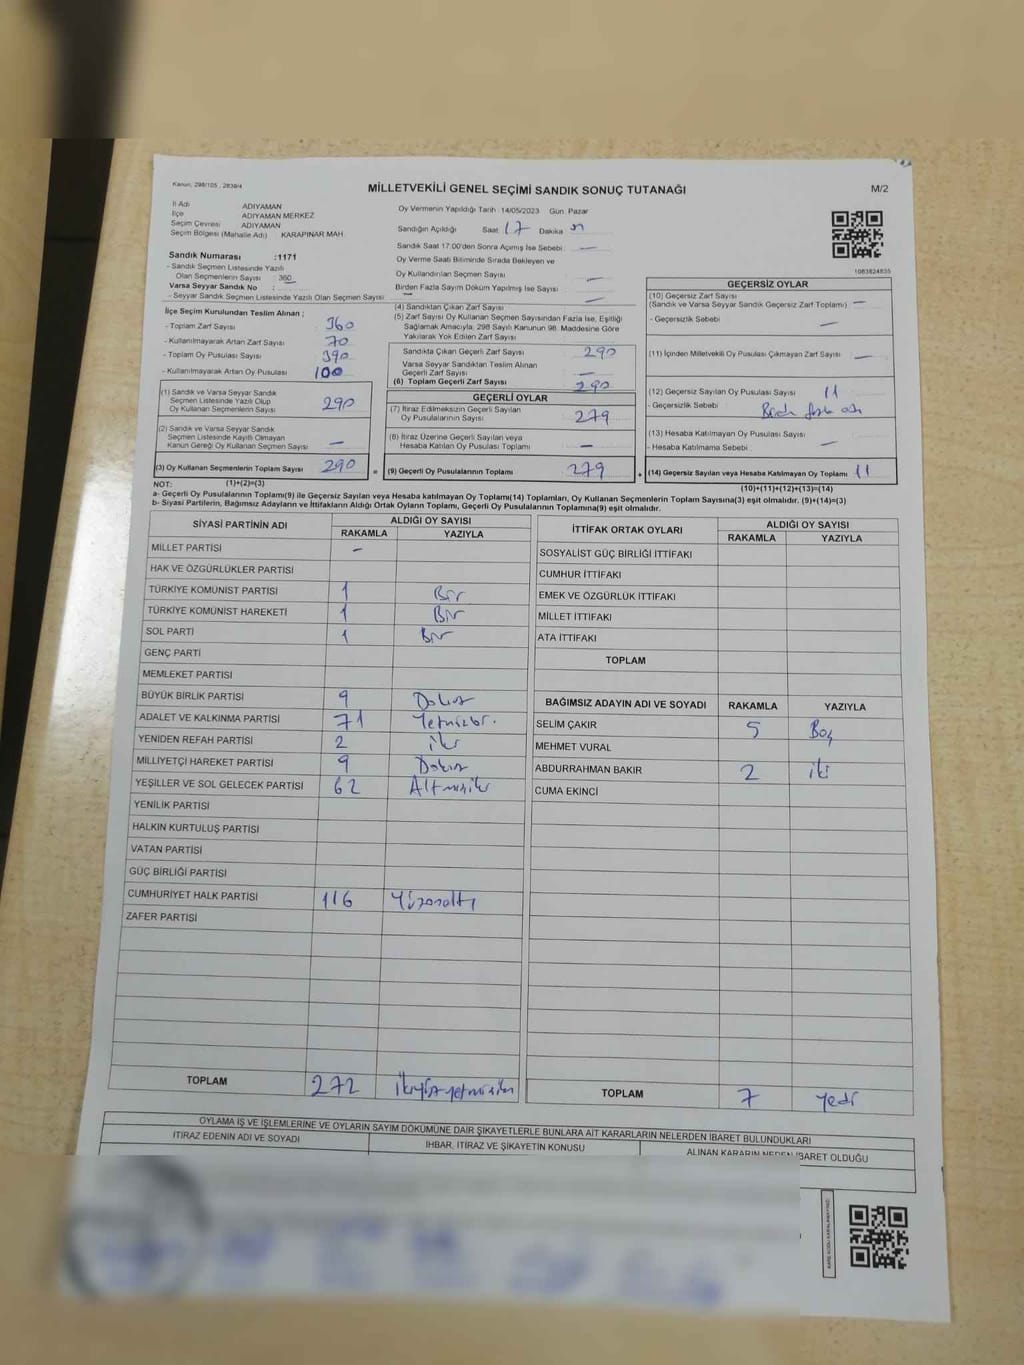 Kanun; 298/105 , 2839/4
MİLLETVEKİLİ GENEL SEÇİMİ SANDIK SONUÇ TUTANAĞI
M/2
İl Adı ADIYAMAN
İlçe ADIYAMAN MERKEZ
Seçim Çevresi ADIYAMAN
Seçim Bölgesi (Mahalle Adı) KARAPINAR MAH.
Oy Vermenin Yapıldığı Tarih :14/05/2023 Gün: Pazar
Sandığın Açıldığı Saat 17 Dakika
Sandık Saat 17:00'den Sonra Açımış İse Sebebi: —
Oy Verme Saati Bitiminde Sırada Bekleyen ve
Oy Kullandırılan Seçmen Sayısı —
Birden Fazla Sayım Döküm Yapılmış İse Sayısı —
1083824835
Sandık Numarası :1171
- Sandık Seçmen Listesinde Yazılı
Olan Seçmenlerin Sayısı : 360
Varsa Seyyar Sandık No :
- Seyyar Sandık Seçmen Listesinde Yazılı Olan Seçmen Sayısı —
İlçe Seçim Kurulundan Teslim Alınan ;
- Toplam Zarf Sayısı 360
- Kullanılmayarak Artan Zarf Sayısı 70
- Toplam Oy Pusulası Sayısı 390
- Kullanılmayarak Artan Oy Pusulası 100
(1) Sandık ve Varsa Seyyar Sandık
Seçmen Listesinde Yazılı Olup
Oy Kullanan Seçmenlerin Sayısı 290
(2) Sandık ve Varsa Seyyar Sandık
Seçmen Listesinde Kayıtlı Olmayan
Kanun Gereği Oy Kullanan Seçmen Sayısı —
(3) Oy Kullanan Seçmenlerin Toplam Sayısı 290
(1)+(2)=(3)
(4) Sandıktan Çıkan Zarf Sayısı
(5) Zarf Sayısı Oy Kullanan Seçmen Sayısından Fazla İse, Eşitliği
Sağlamak Amacıyla, 298 Sayılı Kanunun 98. Maddesine Göre
Yakılarak Yok Edilen Zarf Sayısı
Sandıkta Çıkan Geçerli Zarf Sayısı 290
Varsa Seyyar Sandıktan Teslim Alınan
Geçerli Zarf Sayısı —
(6) Toplam Geçerli Zarf Sayısı 290
GEÇERLİ OYLAR
(7) İtiraz Edilmeksizin Geçerli Sayılan
Oy Pusulalarının Sayısı 279
(8) İtiraz Üzerine Geçerli Sayılan veya
Hesaba Katılan Oy Pusulası Toplamı —
= (9) Geçerli Oy Pusulalarının Toplamı 279
GEÇERSİZ OYLAR
(10) Geçersiz Zarf Sayısı
(Sandık ve Varsa Seyyar Sandık Geçersiz Zarf Toplamı) —
- Geçersizlik Sebebi —
(11) İçinden Milletvekili Oy Pusulası Çıkmayan Zarf Sayısı —
(12) Geçersiz Sayılan Oy Pusulası Sayısı 11
- Geçersizlik Sebebi
(13) Hesaba Katılmayan Oy Pusulası Sayısı
- Hesaba Katılmama Sebebi —
+ (14) Geçersiz Sayılan veya Hesaba Katılmayan Oy Toplamı 11
(10)+(11)+(12)+(13)=(14)
NOT:
a- Geçerli Oy Pusulalarının Toplamı(9) ile Geçersiz Sayılan veya Hesaba katılmayan Oy Toplamı(14) Toplamları, Oy Kullanan Seçmenlerin Toplam Sayısına(3) eşit olmalıdır. (9)+(14)=(3)
b- Siyasi Partilerin, Bağımsız Adayların ve İttifakların Aldığı Ortak Oyların Toplamı, Geçerli Oy Pusulalarının Toplamına(9) eşit olmalıdır.
SİYASİ PARTİNİN ADI ALDIĞI OY SAYISI
RAKAMLA YAZIYLA
MİLLET PARTİSİ -
HAK VE ÖZGÜRLÜKLER PARTİSİ
TÜRKİYE KOMÜNİST PARTİSİ 1 Bir
TÜRKİYE KOMÜNİST HAREKETİ 1 Bir
SOL PARTİ 1 Bir
GENÇ PARTİ
MEMLEKET PARTİSİ
BÜYÜK BİRLİK PARTİSİ 9 Dokuz
ADALET VE KALKINMA PARTİSİ 71 Yetmişbir.
YENİDEN REFAH PARTİSİ 2 iki
MİLLİYETÇİ HAREKET PARTİSİ 9 Dokuz
YEŞİLLER VE SOL GELECEK PARTİSİ 62 Altmışiki
YENİLİK PARTİSİ
HALKIN KURTULUŞ PARTİSİ
VATAN PARTİSİ
GÜÇ BİRLİĞİ PARTİSİ
CUMHURİYET HALK PARTİSİ 116 Yüzonaltı
ZAFER PARTİSİ
TOPLAM 272 ikiyüzyetmişiki
İTTİFAK ORTAK OYLARI ALDIĞI OY SAYISI
RAKAMLA YAZIYLA
SOSYALİST GÜÇ BİRLİĞİ İTTİFAKI
CUMHUR İTTİFAKI
EMEK VE ÖZGÜRLÜK İTTİFAKI
MİLLET İTTİFAKI
ATA İTTİFAKI
TOPLAM
BAĞIMSIZ ADAYIN ADI VE SOYADI RAKAMLA YAZIYLA
SELİM ÇAKIR 5 Beş
MEHMET VURAL
ABDURRAHMAN BAKIR 2 iki
CUMA EKİNCİ
TOPLAM 7 yedi
OYLAMA İŞ VE İŞLEMLERİNE VE OYLARIN SAYIM DÖKÜMÜNE DAİR ŞİKAYETLERLE BUNLARA AİT KARARLARIN NELERDEN İBARET BULUNDUKLARI
İTİRAZ EDENİN ADI VE SOYADI İHBAR, İTİRAZ VE ŞİKAYETİN KONUSU ALINAN KARARIN NEDEN İBARET OLDUĞU